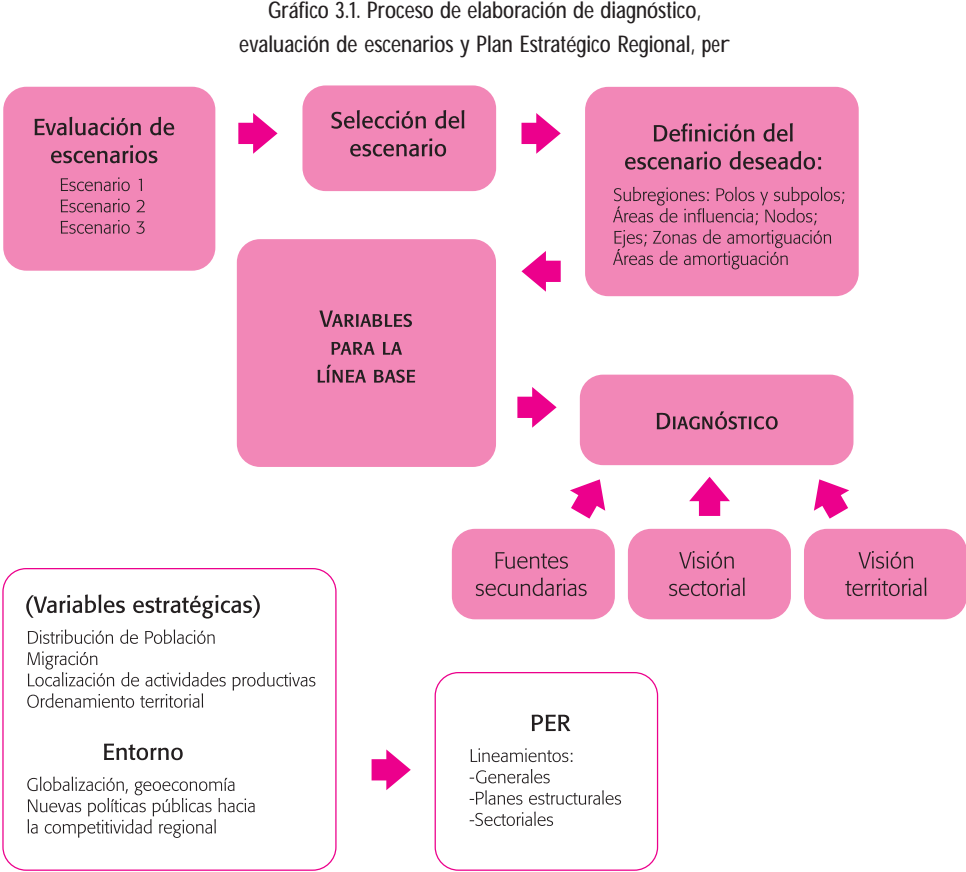 Gráfico 3.1. Proceso de elaboración de diagnóstico,
evaluación de escenarios y Plan Estratégico Regional, per
Evaluación de
escenarios
Escenario 1
Escenario 2
Escenario 3
Selección del
escenario
Definición del
escenario deseado:
Subregiones: Polos y subpolos;
Áreas de influencia; Nodos;
Ejes; Zonas de amortiguación
Áreas de amortiguación
VARIABLES
PARA LA
LÍNEA BASE
DIAGNÓSTICO
Fuentes
secundarias
Visión
sectorial
Visión
territorial
(Variables estratégicas)
Distribución de Población
Migración
Localización de actividades productivas
Ordenamiento territorial
Entorno
Globalización, geoeconomía
Nuevas políticas públicas hacia
la competitividad regional
PER
Lineamientos:
-Generales
-Planes estructurales
-Sectoriales